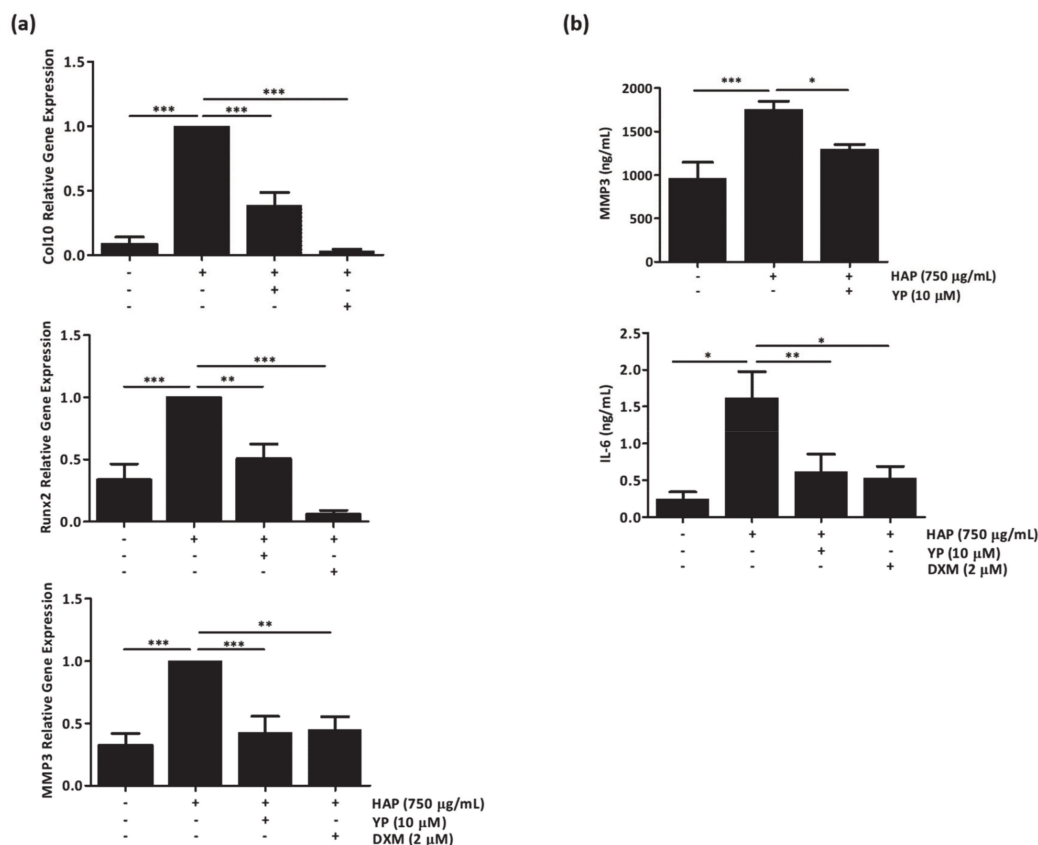 (a)
Col10 Relative Gene Expression
1.5
1.0
0.5
0.0
***
*** ***
- + + +
- - + -
- - - +
Runx2 Relative Gene Expression
1.5
1.0
0.5
0.0
***
*** **
- + + +
- - + -
- - - +
MMP3 Relative Gene Expression
1.5
1.0
0.5
0.0
**
*** ***
- + + + HAP (750 µg/mL)
- - + - YP (10 µM)
- - - + DXM (2 µM)
(b)
MMP3 (ng/mL)
2000
1500
1000
500
0
*** *
- + + HAP (750 µg/mL)
- - + YP (10 µM)
IL-6 (ng/mL)
2.5
2.0
1.5
1.0
0.5
0.0
*
* **
- + + + HAP (750 µg/mL)
- - + - YP (10 µM)
- - - + DXM (2 µM)